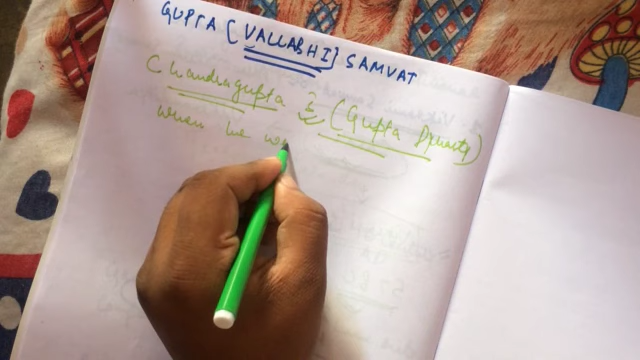 GUPTA [VALLABHI] SAMVAT
Chandragupta (Gupta Dynasty)
when he